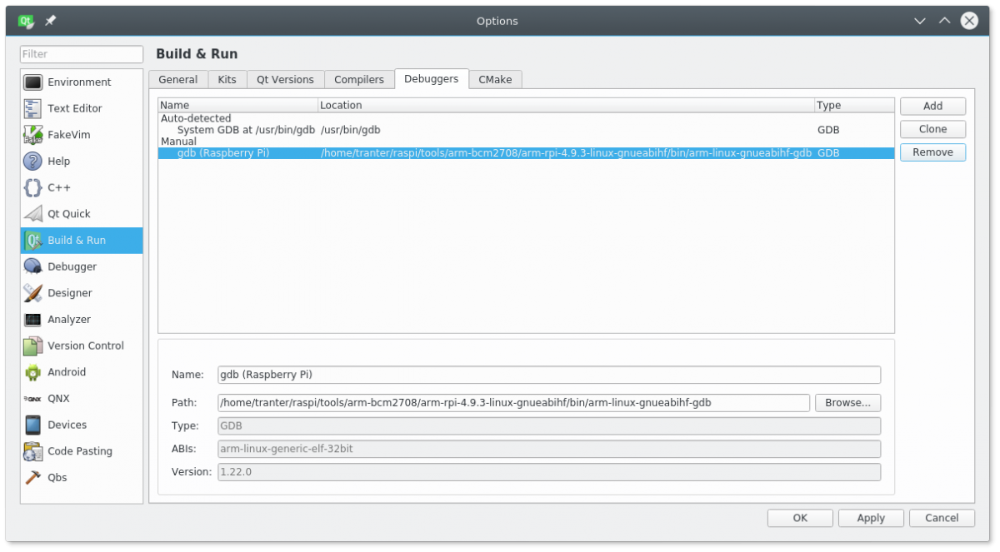 Options
Filter
Environment
Text Editor
FakeVim
Help
C++
Qt Quick
Build & Run
Debugger
Designer
Analyzer
Version Control
Android
QNX
Devices
Code Pasting
Qbs
Build & Run
General Kits Qt Versions Compilers Debuggers CMake
Name Location Type
Auto-detected
System GDB at /usr/bin/gdb /usr/bin/gdb GDB
Manual
gdb (Raspberry Pi) /home/tranter/raspi/tools/arm-bcm2708/arm-rpi-4.9.3-linux-gnueabihf/bin/arm-linux-gnueabihf-gdb GDB
Add
Clone
Remove
Name: gdb (Raspberry Pi)
Path: /home/tranter/raspi/tools/arm-bcm2708/arm-rpi-4.9.3-linux-gnueabihf/bin/arm-linux-gnueabihf-gdb Browse...
Type: GDB
ABIs: arm-linux-generic-elf-32bit
Version: 1.22.0
OK Apply Cancel